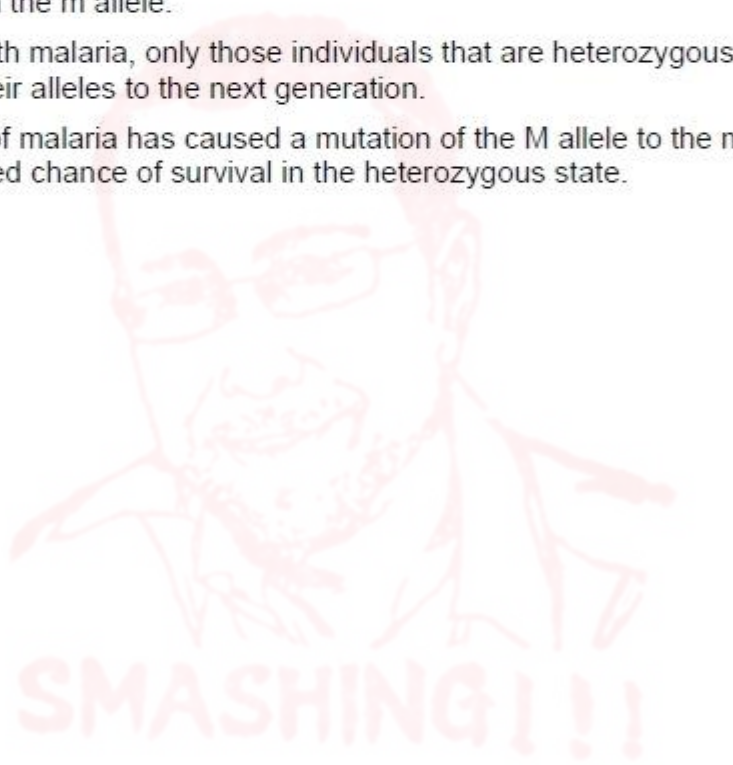 the m allele.
th malaria, only those individuals that are heterozygous
eir alleles to the next generation.
of malaria has caused a mutation of the M allele to the m
ed chance of survival in the heterozygous state.
SMASHING!!!